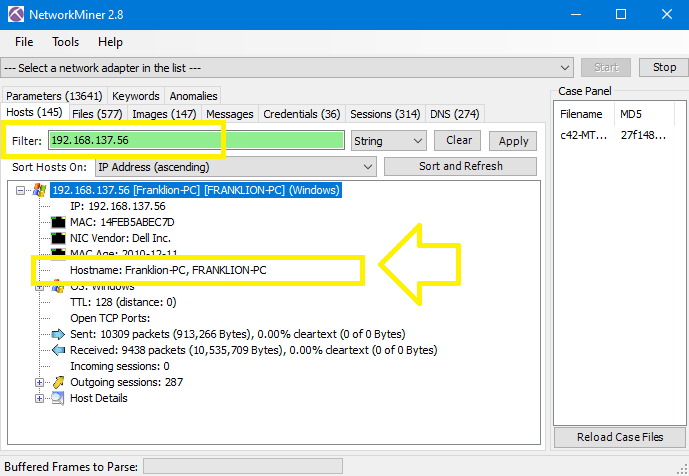 NetworkMiner 2.8
File Tools Help
--- Select a network adapter in the list ---
Start
Stop
Parameters (13641) Keywords Anomalies
Hosts (145) Files (577) Images (147) Messages Credentials (36) Sessions (314) DNS (274)
Filter: 192.168.137.56 String Clear Apply
Sort Hosts On: IP Address (ascending) Sort and Refresh
192.168.137.56 [Franklion-PC] [FRANKLION-PC] (Windows)
IP: 192.168.137.56
MAC: 14FEB5ABEC7D
NIC Vendor: Dell Inc.
MAC Age: 2010-12-11
Hostname: Franklion-PC, FRANKLION-PC
OS: Windows
TTL: 128 (distance: 0)
Open TCP Ports:
Sent: 10309 packets (913,266 Bytes), 0.00% cleartext (0 of 0 Bytes)
Received: 9438 packets (10,535,709 Bytes), 0.00% cleartext (0 of 0 Bytes)
Incoming sessions: 0
Outgoing sessions: 287
Host Details
Case Panel
Filename MD5
c42-MT... 27f148...
Reload Case Files
Buffered Frames to Parse: